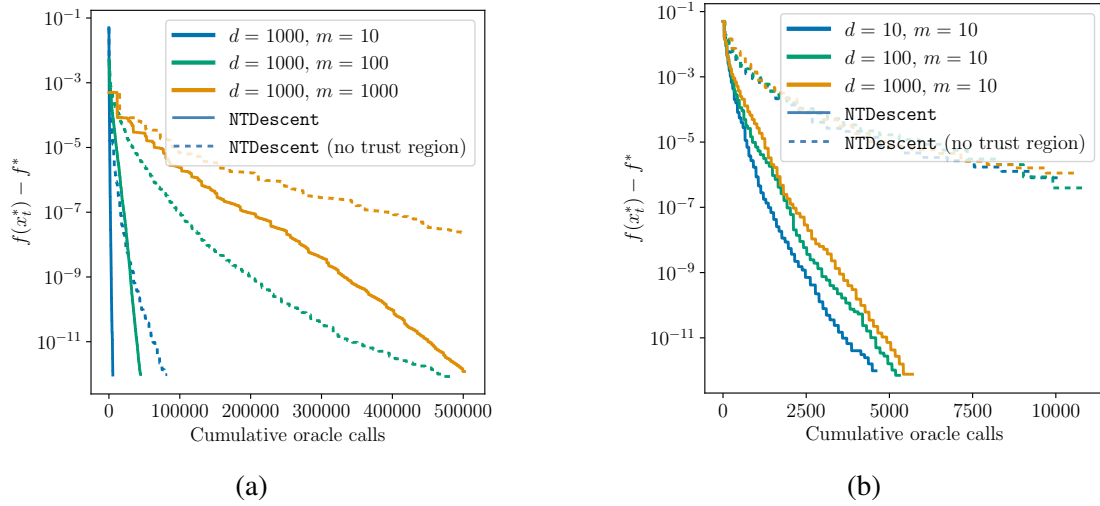 10^{-1}
10^{-3}
10^{-5}
10^{-7}
10^{-9}
10^{-11}
f(x_t^*) − f^*
d = 1000, m = 10
d = 1000, m = 100
d = 1000, m = 1000
NTDescent
NTDescent (no trust region)
0 100000 200000 300000 400000 500000
Cumulative oracle calls
(a)
10^{-1}
10^{-3}
10^{-5}
10^{-7}
10^{-9}
10^{-11}
f(x_t^*) − f^*
d = 10, m = 10
d = 100, m = 10
d = 1000, m = 10
NTDescent
NTDescent (no trust region)
0 2500 5000 7500 10000
Cumulative oracle calls
(b)